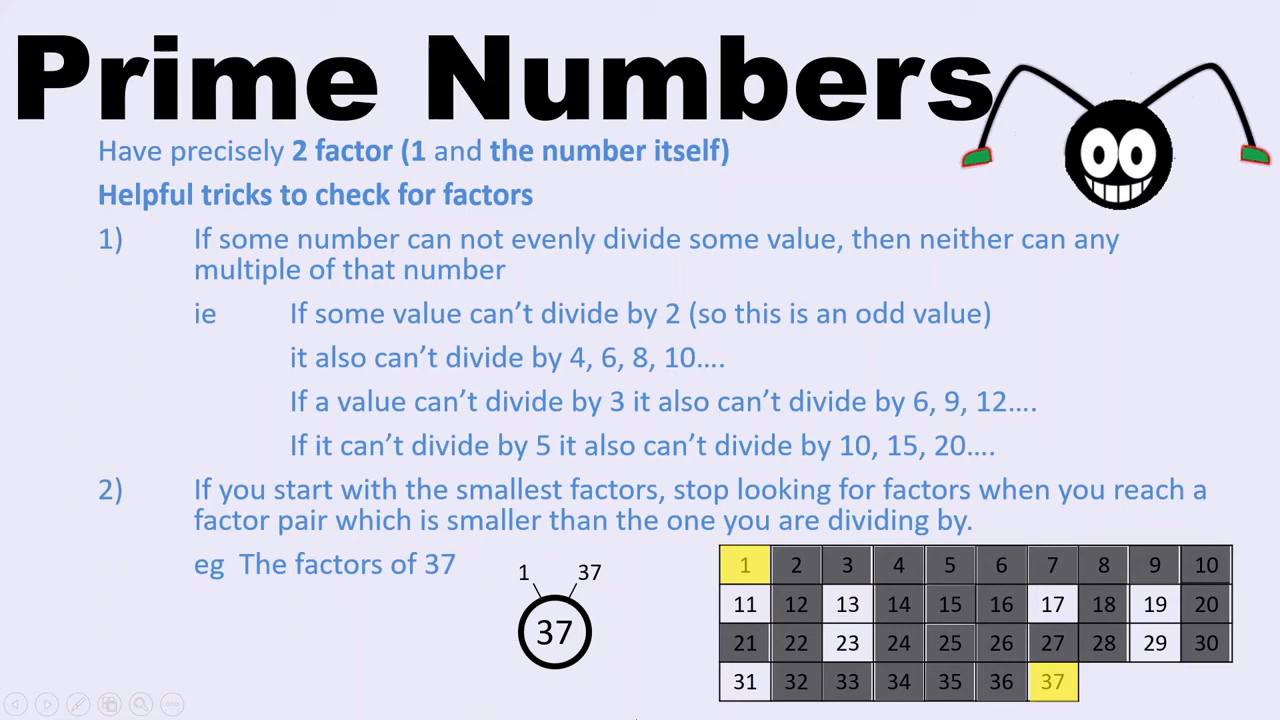 Prime Numbers
Have precisely 2 factor (1 and the number itself)
Helpful tricks to check for factors
1) If some number can not evenly divide some value, then neither can any
multiple of that number
ie If some value can’t divide by 2 (so this is an odd value)
it also can’t divide by 4, 6, 8, 10….
If a value can’t divide by 3 it also can’t divide by 6, 9, 12….
If it can’t divide by 5 it also can’t divide by 10, 15, 20….
2) If you start with the smallest factors, stop looking for factors when you reach a
factor pair which is smaller than the one you are dividing by.
eg The factors of 37
1 37
37
1 2 3 4 5 6 7 8 9 10
11 12 13 14 15 16 17 18 19 20
21 22 23 24 25 26 27 28 29 30
31 32 33 34 35 36 37